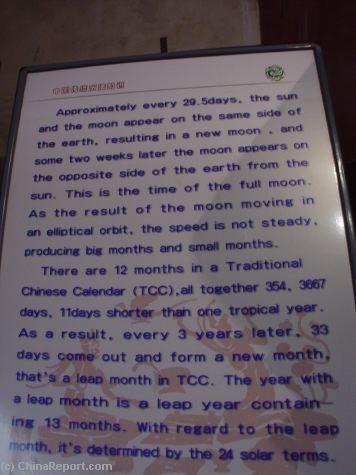 Approximately every 29.5days, the sun
and the moon appear on the same side of
the earth, resulting in a new moon , and
some two weeks later the moon appears on
the opposite side of the earth from the
sun. This is the time of the full moon.
As the result of the moon moving in
an elliptical orbit, the speed is not steady,
producing big months and small months.
There are 12 months in a Traditional
Chinese Calendar (TCC),all together 354, 3667
days, 11days shorter than one tropical year.
As a result, every 3 years later, 33
days come out and form a new month,
that's a leap month in TCC. The year with
a leap month is a leap year contain-
ing 13 months. With regard to the leap
month, it's determined by the 24 solar terms.
(c) ChinaReport.com